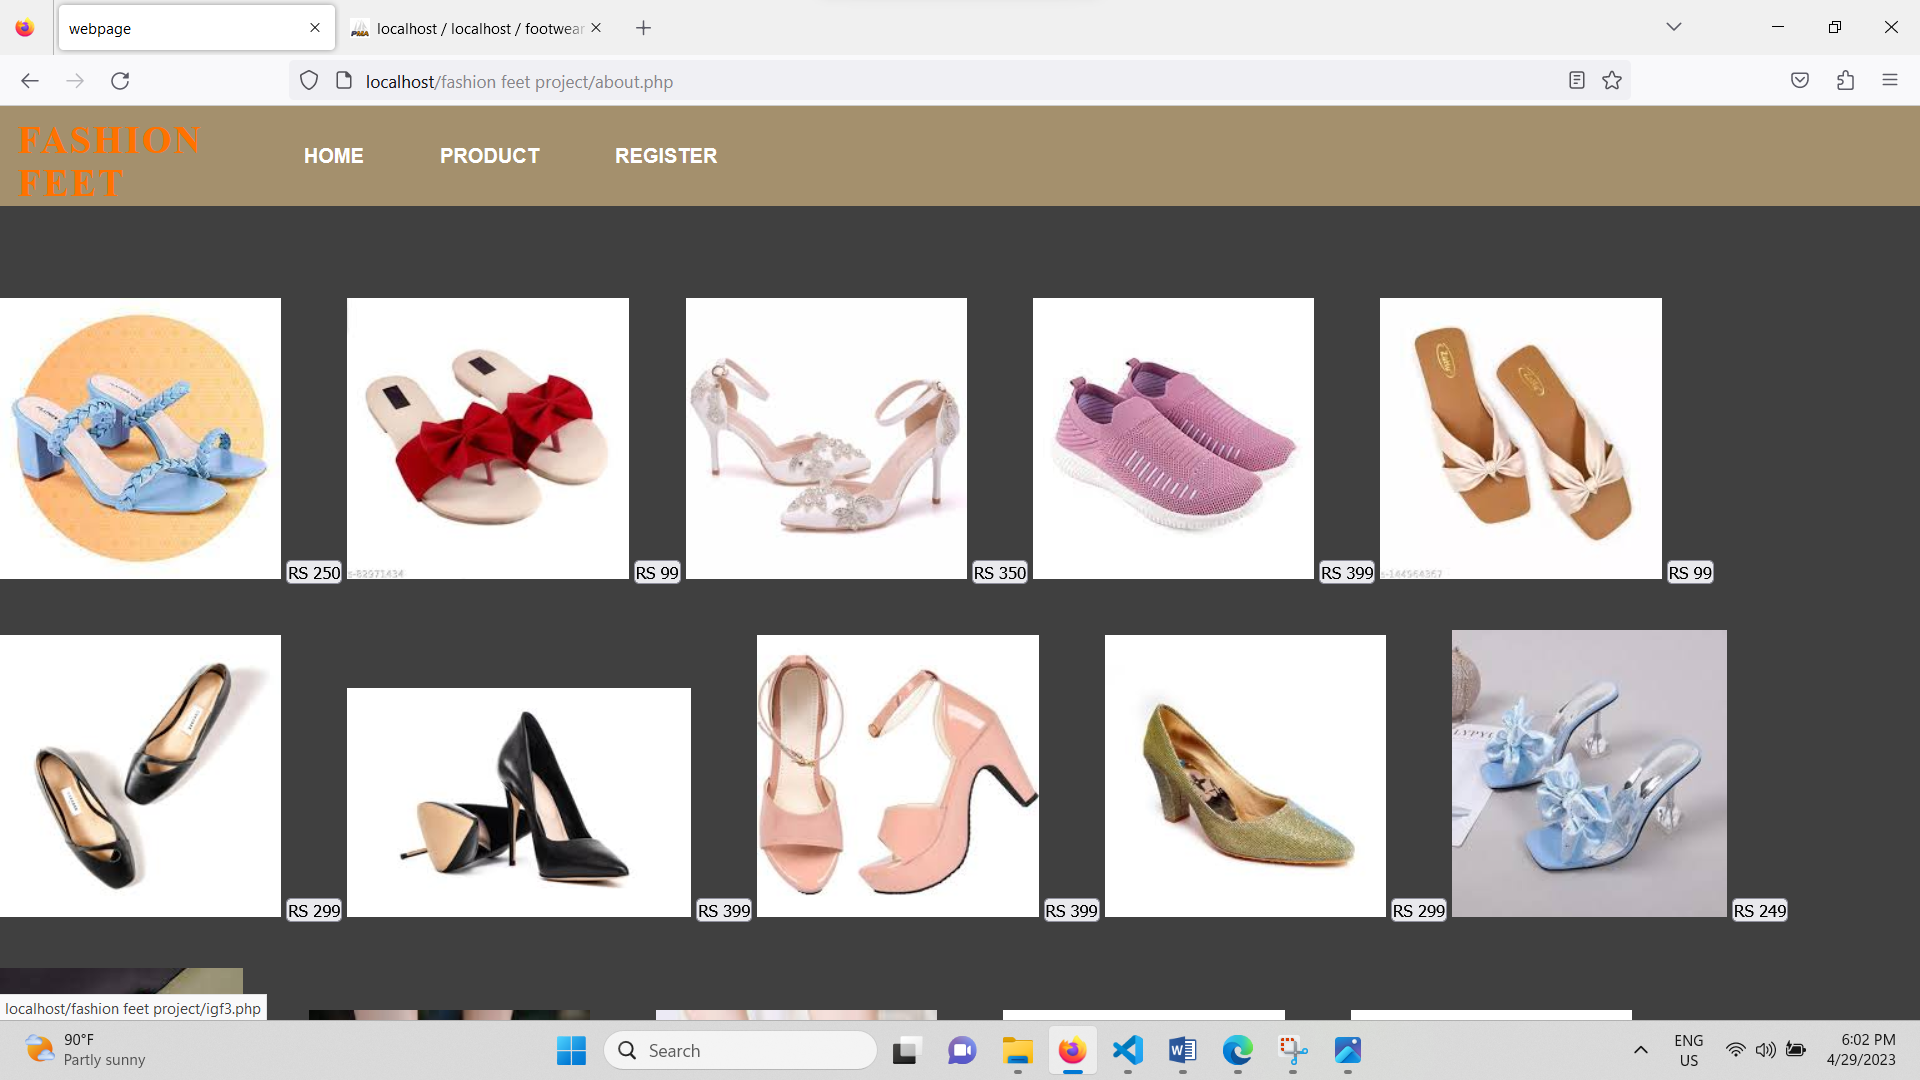 webpage
localhost / localhost / footwear
localhost/fashion feet project/about.php
FASHION
FEET
HOME
PRODUCT
REGISTER
RS 250
s-82971434
RS 99
RS 350
RS 399
s-144964357
RS 99
RS 299
RS 399
RS 399
RS 299
RS 249
localhost/fashion feet project/igf3.php
90°F
Partly sunny
Search
ENG
US
6:02 PM
4/29/2023